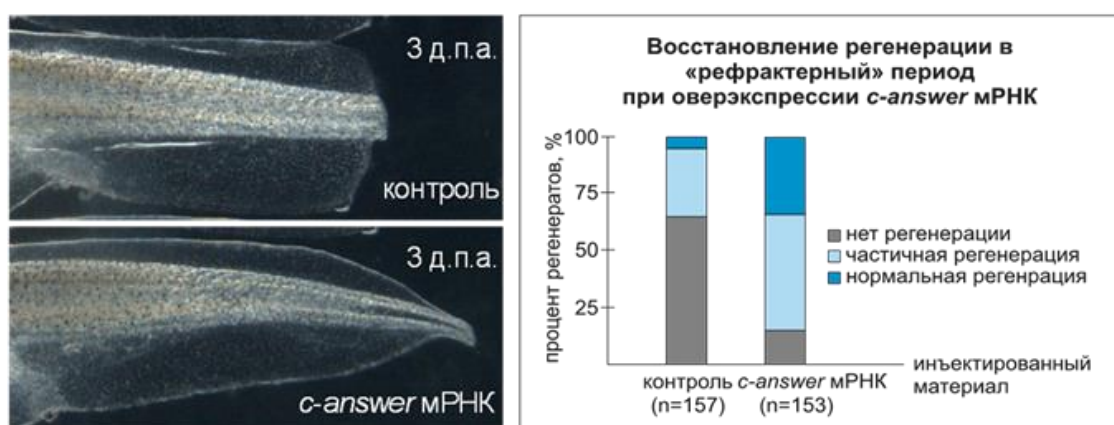 3 д.п.а.
контроль
3 д.п.а.
c-answer мРНК
Восстановление регенерации в
«рефрактерный» период
при оверэкспрессии c-answer мРНК
процент регенератов, %
100
75
50
25
нет регенерации
частичная регенерация
нормальная регенрация
контроль c-answer мРНК
(n=157) (n=153)
инъектированный
материал